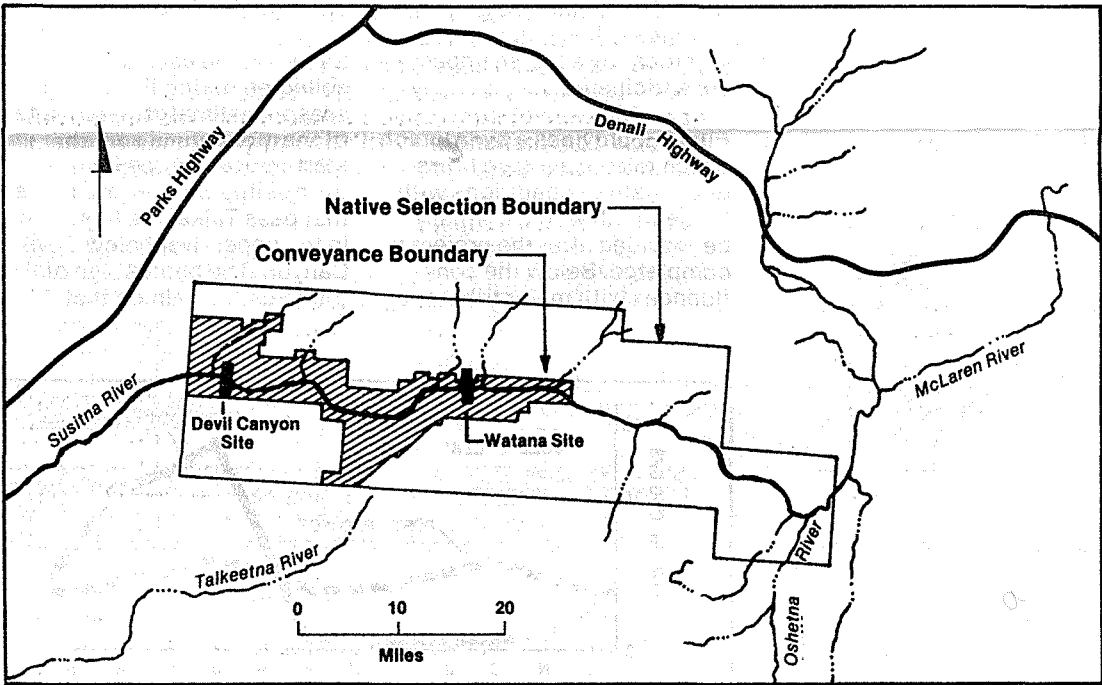 Parks Highway
Denali Highway
Native Selection Boundary
Conveyance Boundary
McLaren River
Susitna River
Devil Canyon
Site
Watana Site
Talkeetna River
River
Oshetna
0 10 20
Miles